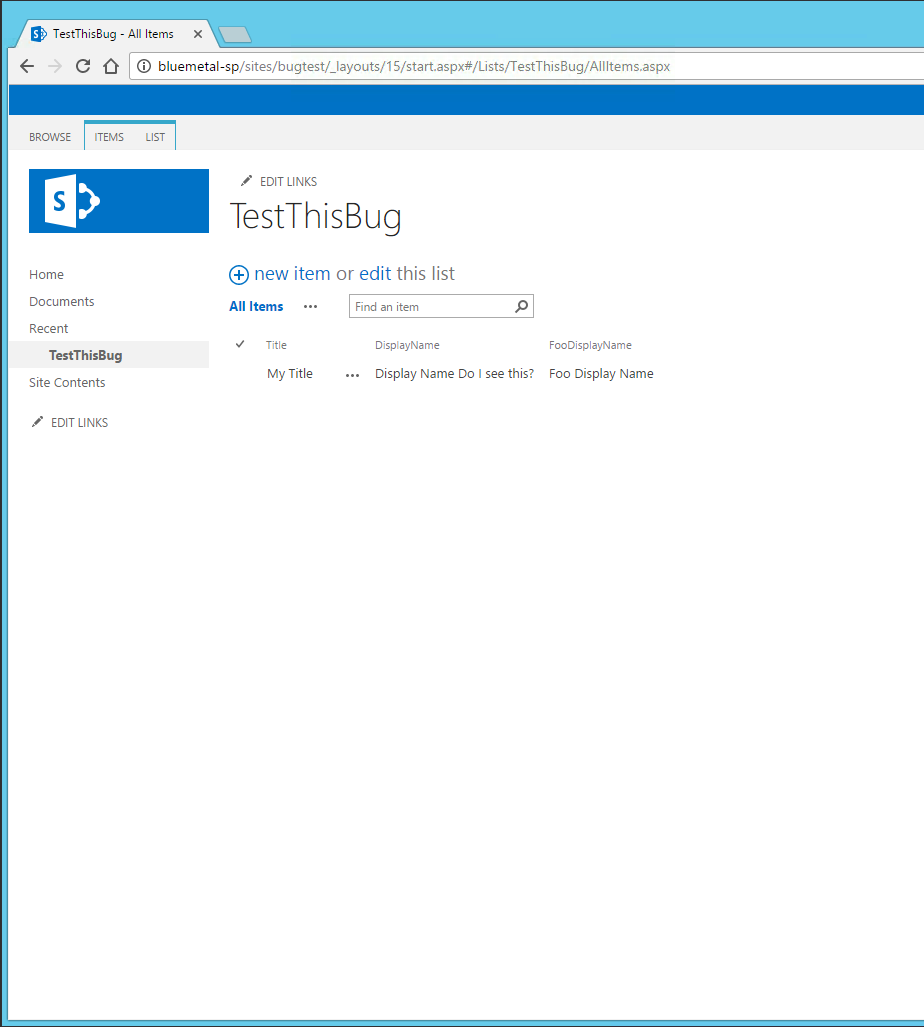 TestThisBug - All Items
bluemetal-sp/sites/bugtest/_layouts/15/start.aspx#/Lists/TestThisBug/AllItems.aspx
BROWSE ITEMS LIST
S
EDIT LINKS
TestThisBug
new item or edit this list
All Items ••• Find an item
Title DisplayName FooDisplayName
My Title ••• Display Name Do I see this? Foo Display Name
Home
Documents
Recent
TestThisBug
Site Contents
EDIT LINKS